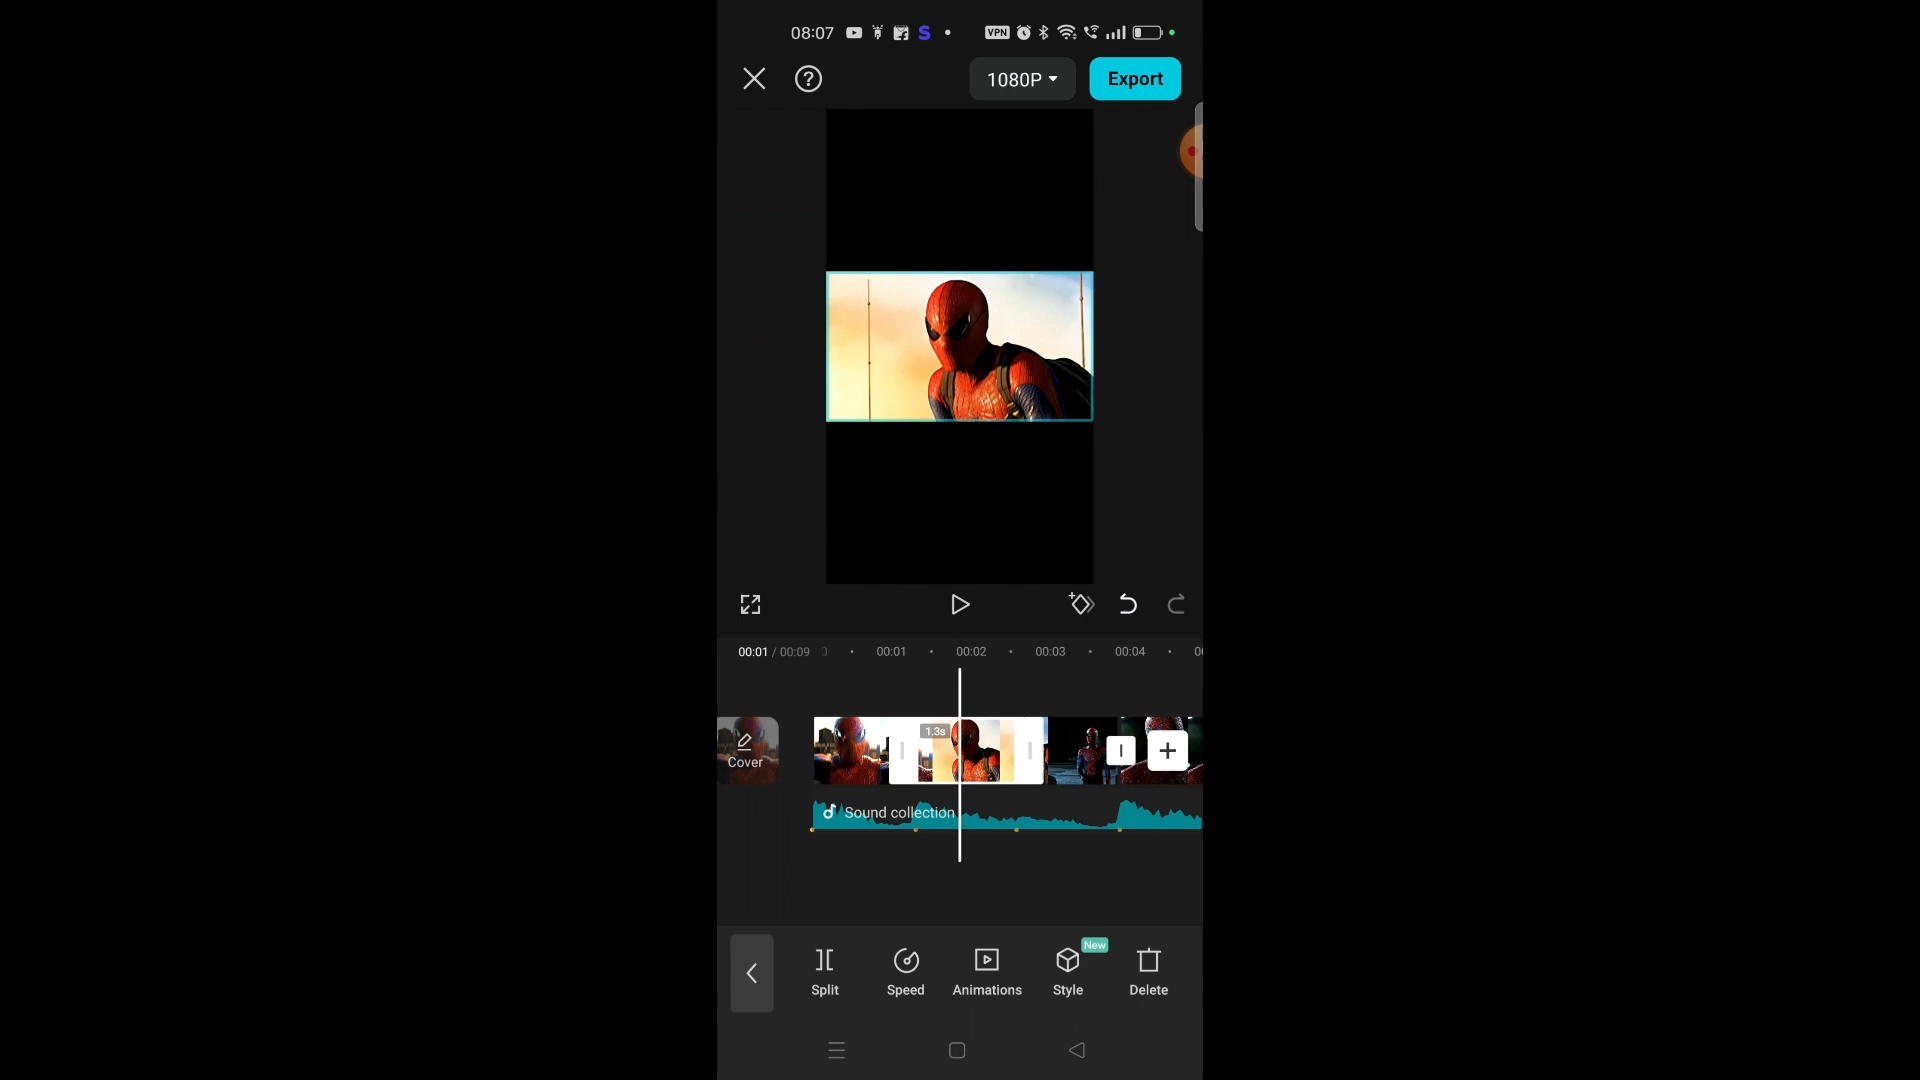 08:07 S VPN
1080P Export
00:01 / 00:09 00:01 00:02 00:03 00:04
1.3s
Cover
Sound collection
New
Split Speed Animations Style Delete